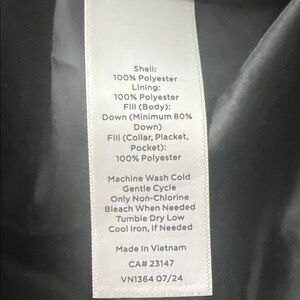 Shell:
100% Polyester
Lining:
100% Polyester
Fill (Body):
Down (Minimum 80%
Down)
Fill (Collar, Placket,
Pocket):
100% Polyester
Machine Wash Cold
Gentle Cycle
Only Non-Chlorine
Bleach When Needed
Tumble Dry Low
Cool Iron, If Needed
Made In Vietnam
CA# 23147
VN1364 07/24